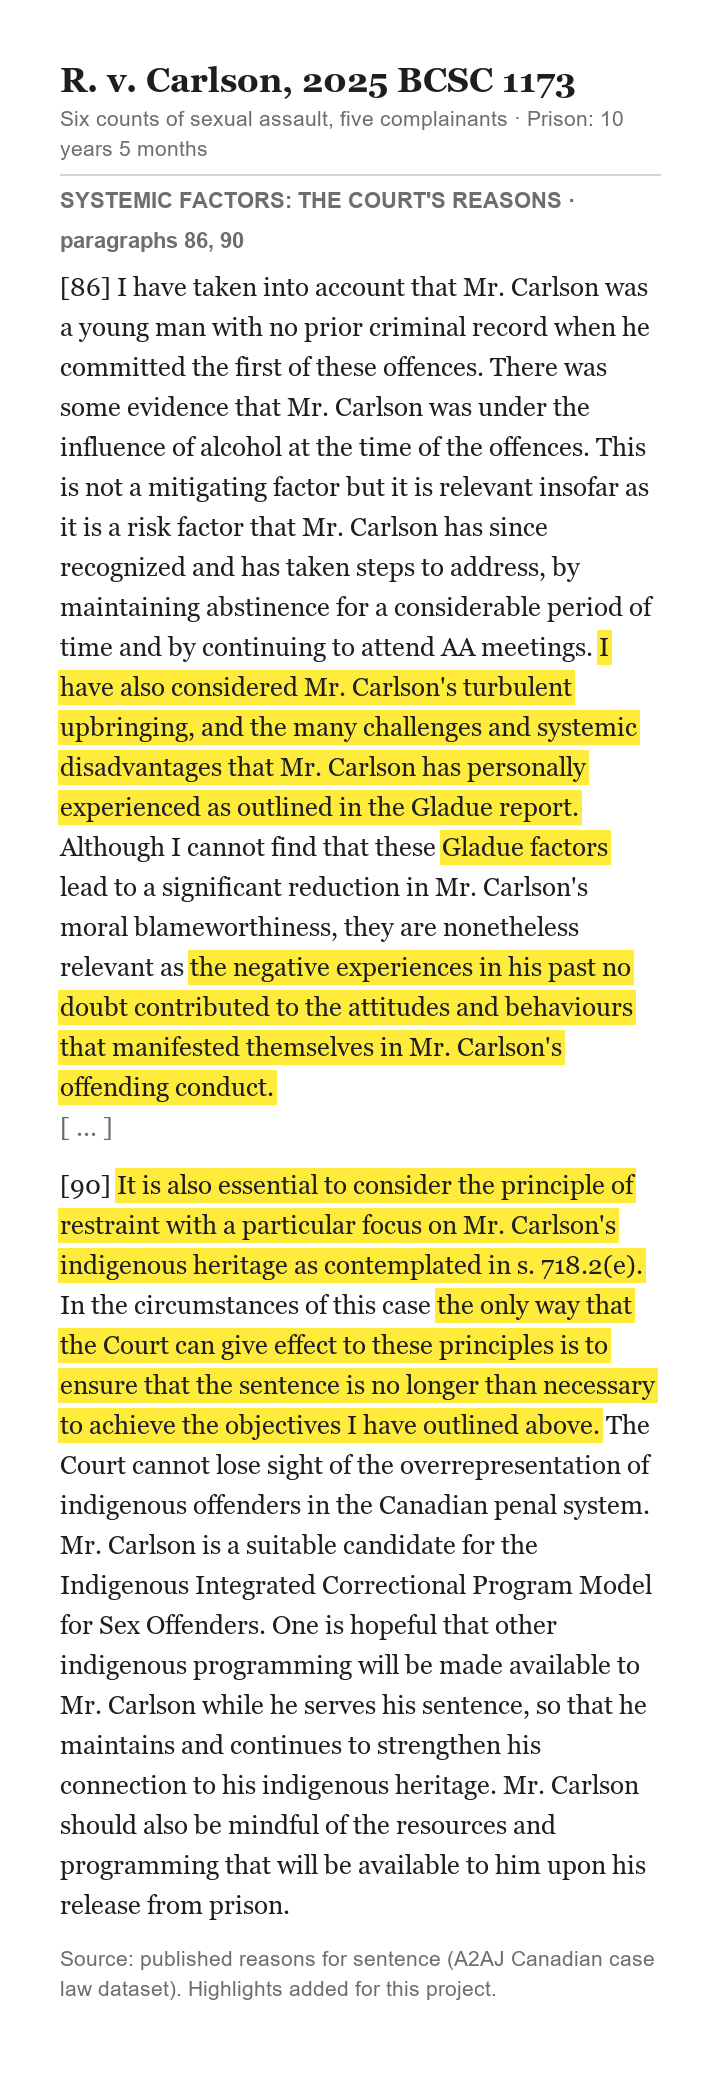 R. v. Carlson, 2025 BCSC 1173
Six counts of sexual assault, five complainants · Prison: 10
years 5 months
SYSTEMIC FACTORS: THE COURT'S REASONS ·
paragraphs 86, 90
[86] I have taken into account that Mr. Carlson was
a young man with no prior criminal record when he
committed the first of these offences. There was
some evidence that Mr. Carlson was under the
influence of alcohol at the time of the offences. This
is not a mitigating factor but it is relevant insofar as
it is a risk factor that Mr. Carlson has since
recognized and has taken steps to address, by
maintaining abstinence for a considerable period of
time and by continuing to attend AA meetings. I
have also considered Mr. Carlson's turbulent
upbringing, and the many challenges and systemic
disadvantages that Mr. Carlson has personally
experienced as outlined in the Gladue report.
Although I cannot find that these Gladue factors
lead to a significant reduction in Mr. Carlson's
moral blameworthiness, they are nonetheless
relevant as the negative experiences in his past no
doubt contributed to the attitudes and behaviours
that manifested themselves in Mr. Carlson's
offending conduct.
[ ... ]
[90] It is also essential to consider the principle of
restraint with a particular focus on Mr. Carlson's
indigenous heritage as contemplated in s. 718.2(e).
In the circumstances of this case the only way that
the Court can give effect to these principles is to
ensure that the sentence is no longer than necessary
to achieve the objectives I have outlined above. The
Court cannot lose sight of the overrepresentation of
indigenous offenders in the Canadian penal system.
Mr. Carlson is a suitable candidate for the
Indigenous Integrated Correctional Program Model
for Sex Offenders. One is hopeful that other
indigenous programming will be made available to
Mr. Carlson while he serves his sentence, so that he
maintains and continues to strengthen his
connection to his indigenous heritage. Mr. Carlson
should also be mindful of the resources and
programming that will be available to him upon his
release from prison.
Source: published reasons for sentence (A2AJ Canadian case
law dataset). Highlights added for this project.